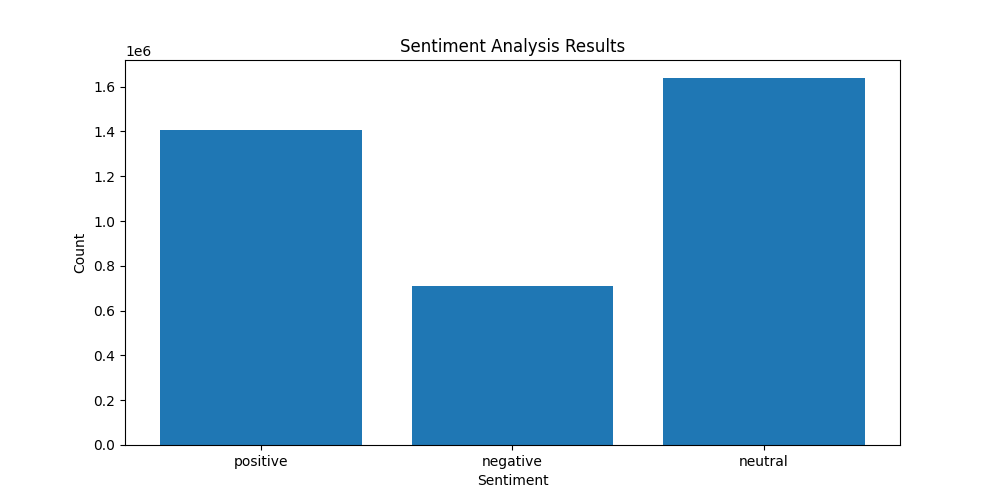 Sentiment Analysis Results
1e6
1.6
1.4
1.2
1.0
0.8
0.6
0.4
0.2
0.0
Count
positive negative neutral
Sentiment